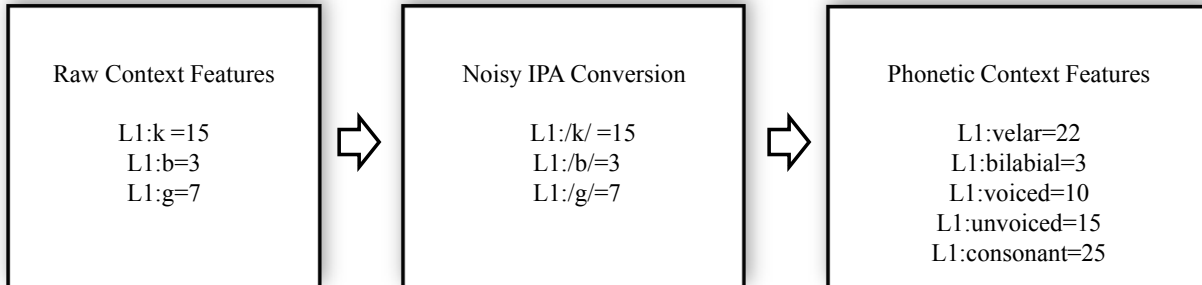 Raw Context Features
L1:k =15
L1:b=3
L1:g=7
Noisy IPA Conversion
L1:/k/ =15
L1:/b/=3
L1:/g/=7
Phonetic Context Features
L1:velar=22
L1:bilabial=3
L1:voiced=10
L1:unvoiced=15
L1:consonant=25